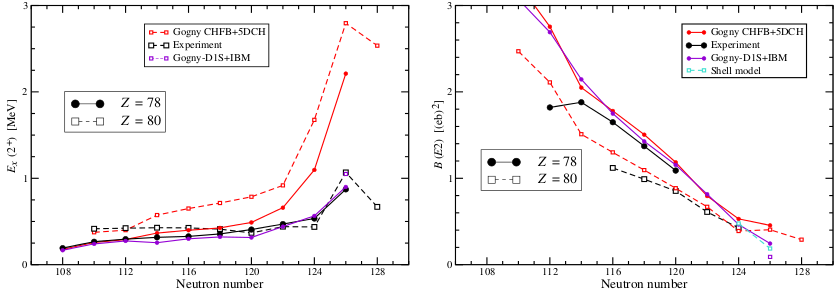 3
2
1
0
E_x (2^+) [MeV]
Gogny CHFB+5DCH
Experiment
Gogny-D1S+IBM
Z = 78
Z = 80
108 112 116 120 124 128
Neutron number
3
2
1
0
B (E2) [(eb)^2]
Gogny CHFB+5DCH
Experiment
Gogny-D1S+IBM
Shell model
Z = 78
Z = 80
108 112 116 120 124 128
Neutron number